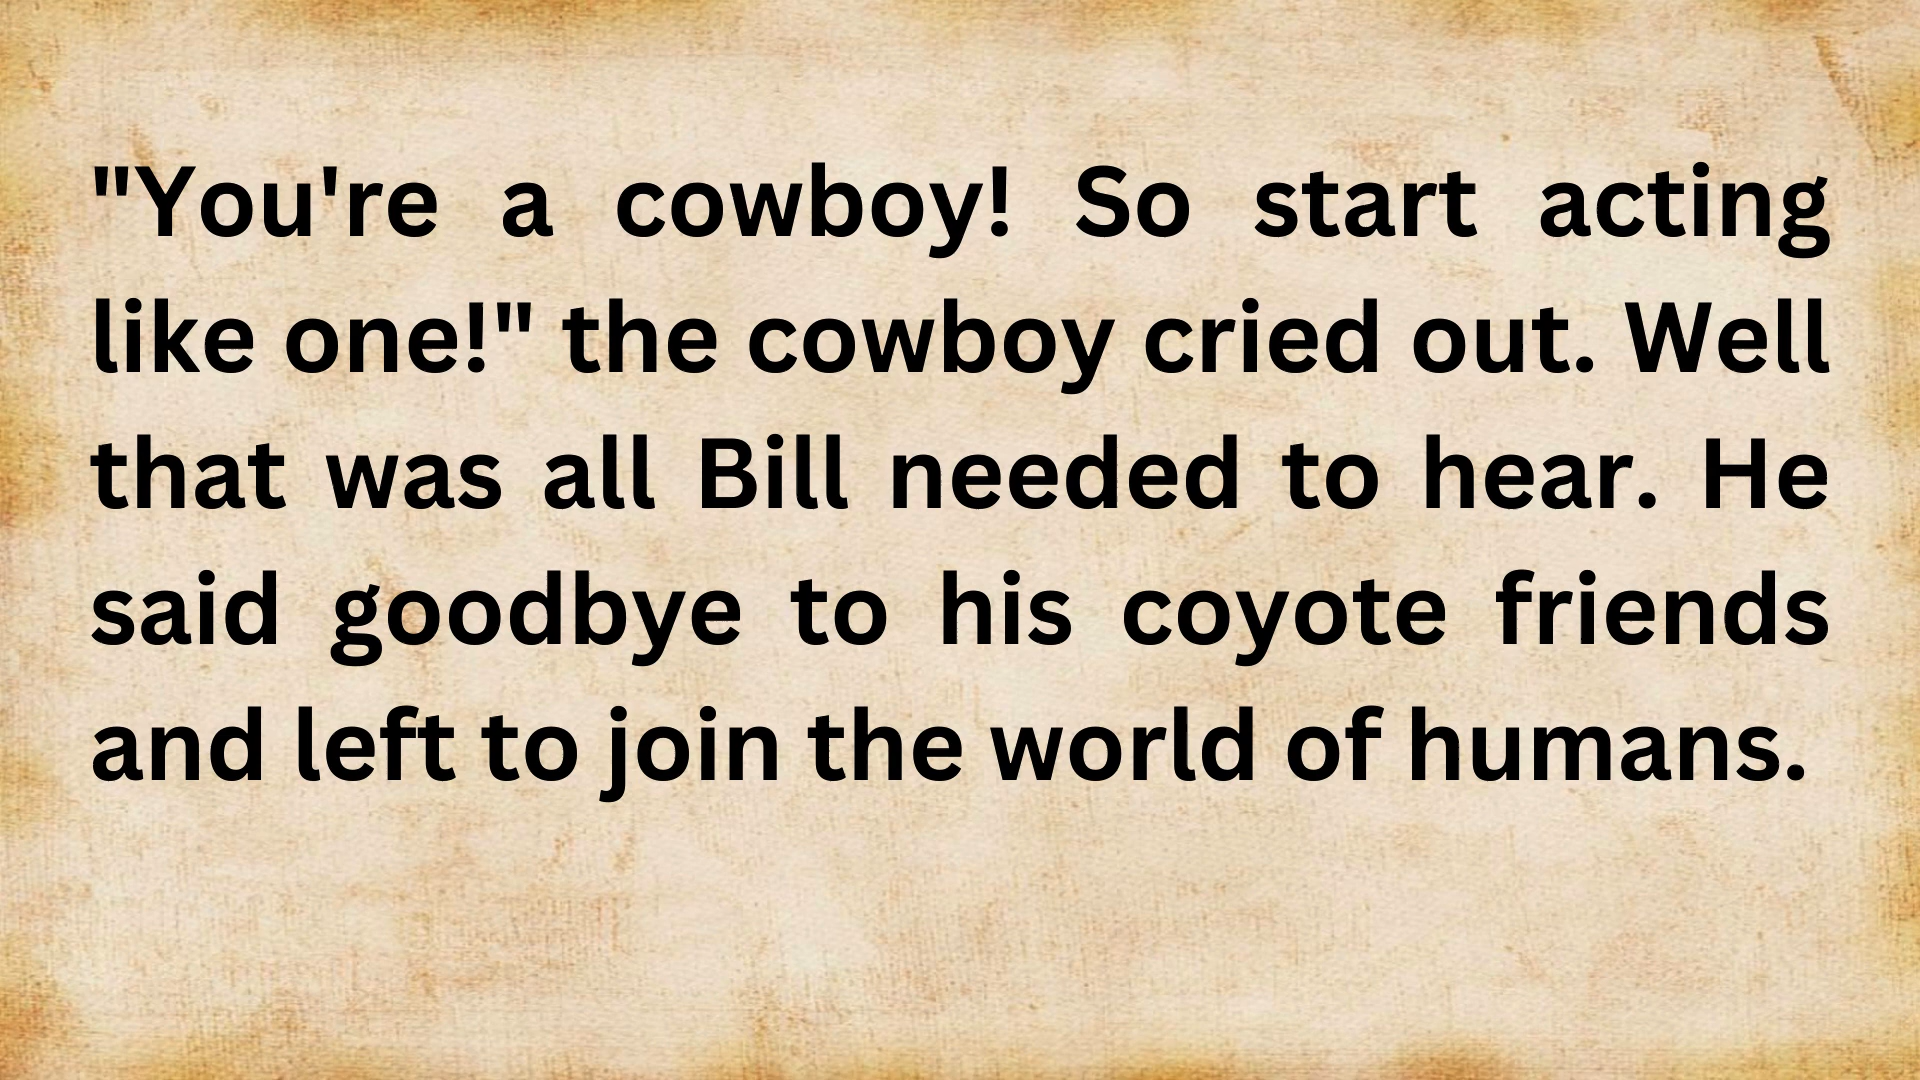 "You're a cowboy! So start acting
like one!" the cowboy cried out. Well
that was all Bill needed to hear. He
said goodbye to his coyote friends
and left to join the world of humans.